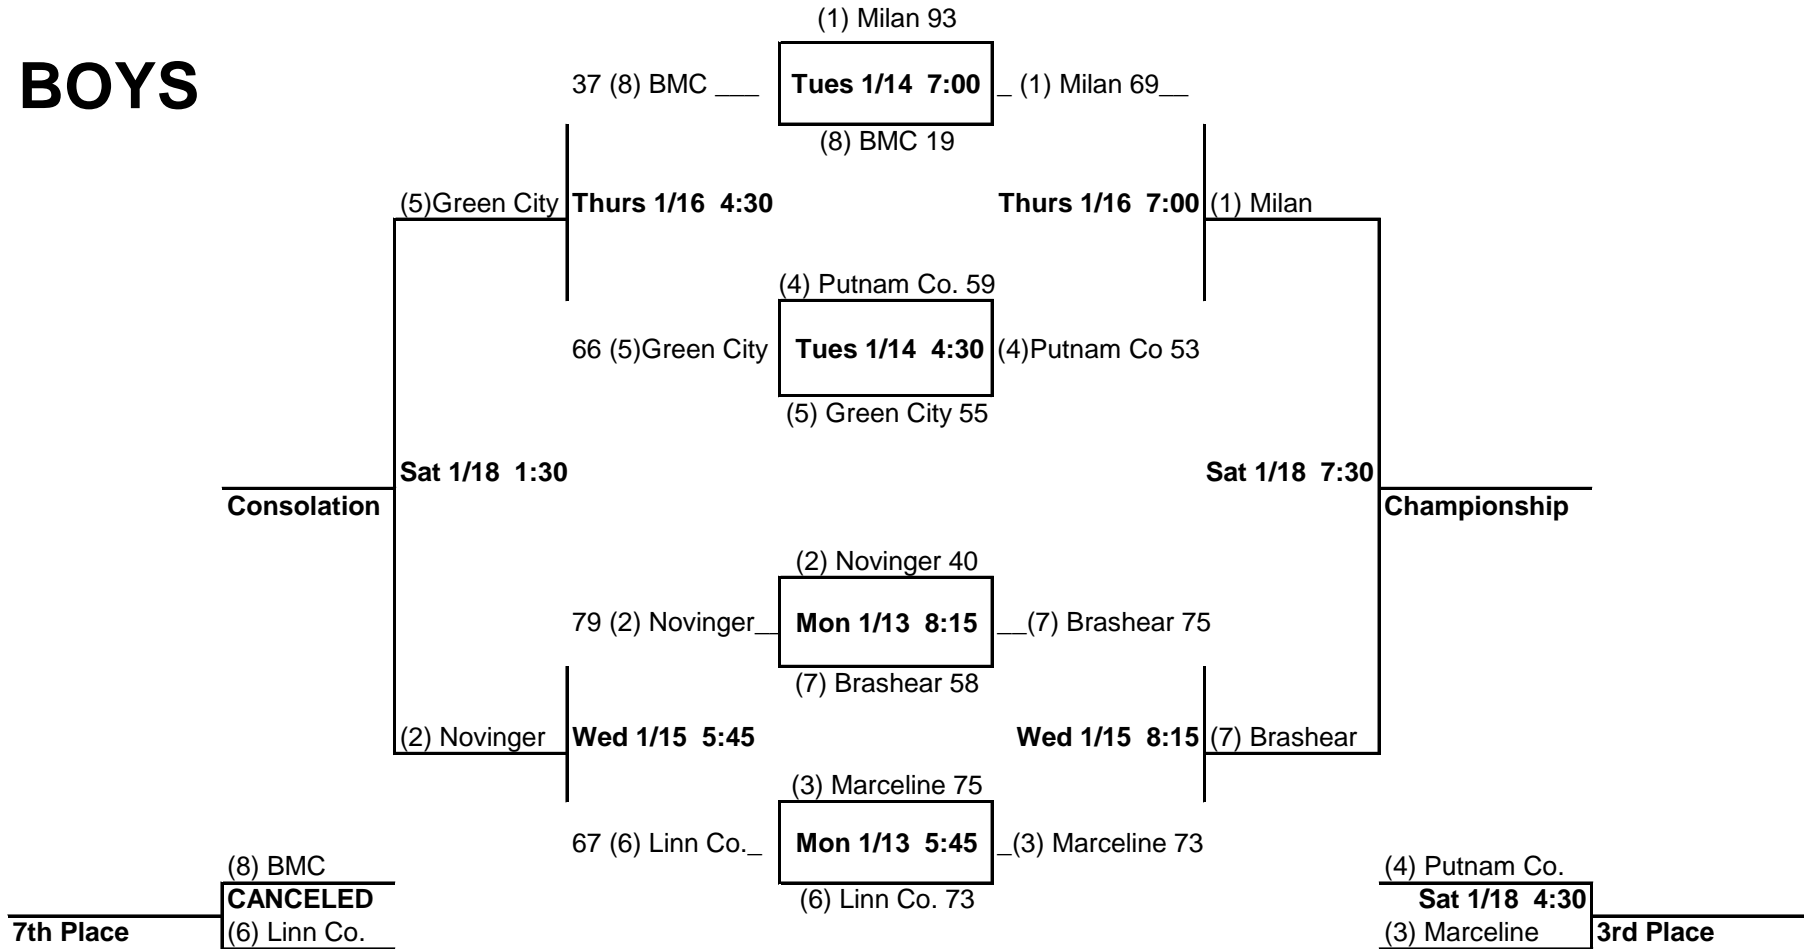 (1) Milan 93
BOYS
37 (8) BMC ___ Tues 1/14 7:00 _ (1) Milan 69__
(8) BMC 19
(5)Green City Thurs 1/16 4:30 Thurs 1/16 7:00 (1) Milan
(4) Putnam Co. 59
66 (5)Green City Tues 1/14 4:30 (4)Putnam Co 53
(5) Green City 55
Sat 1/18 1:30 Sat 1/18 7:30
Consolation Championship
(2) Novinger 40
79 (2) Novinger__ Mon 1/13 8:15 __(7) Brashear 75
(7) Brashear 58
(2) Novinger Wed 1/15 5:45 Wed 1/15 8:15 (7) Brashear
(3) Marceline 75
67 (6) Linn Co._ Mon 1/13 5:45 _(3) Marceline 73
(8) BMC (4) Putnam Co.
CANCELED (6) Linn Co. 73 Sat 1/18 4:30
7th Place (6) Linn Co. (3) Marceline 3rd Place